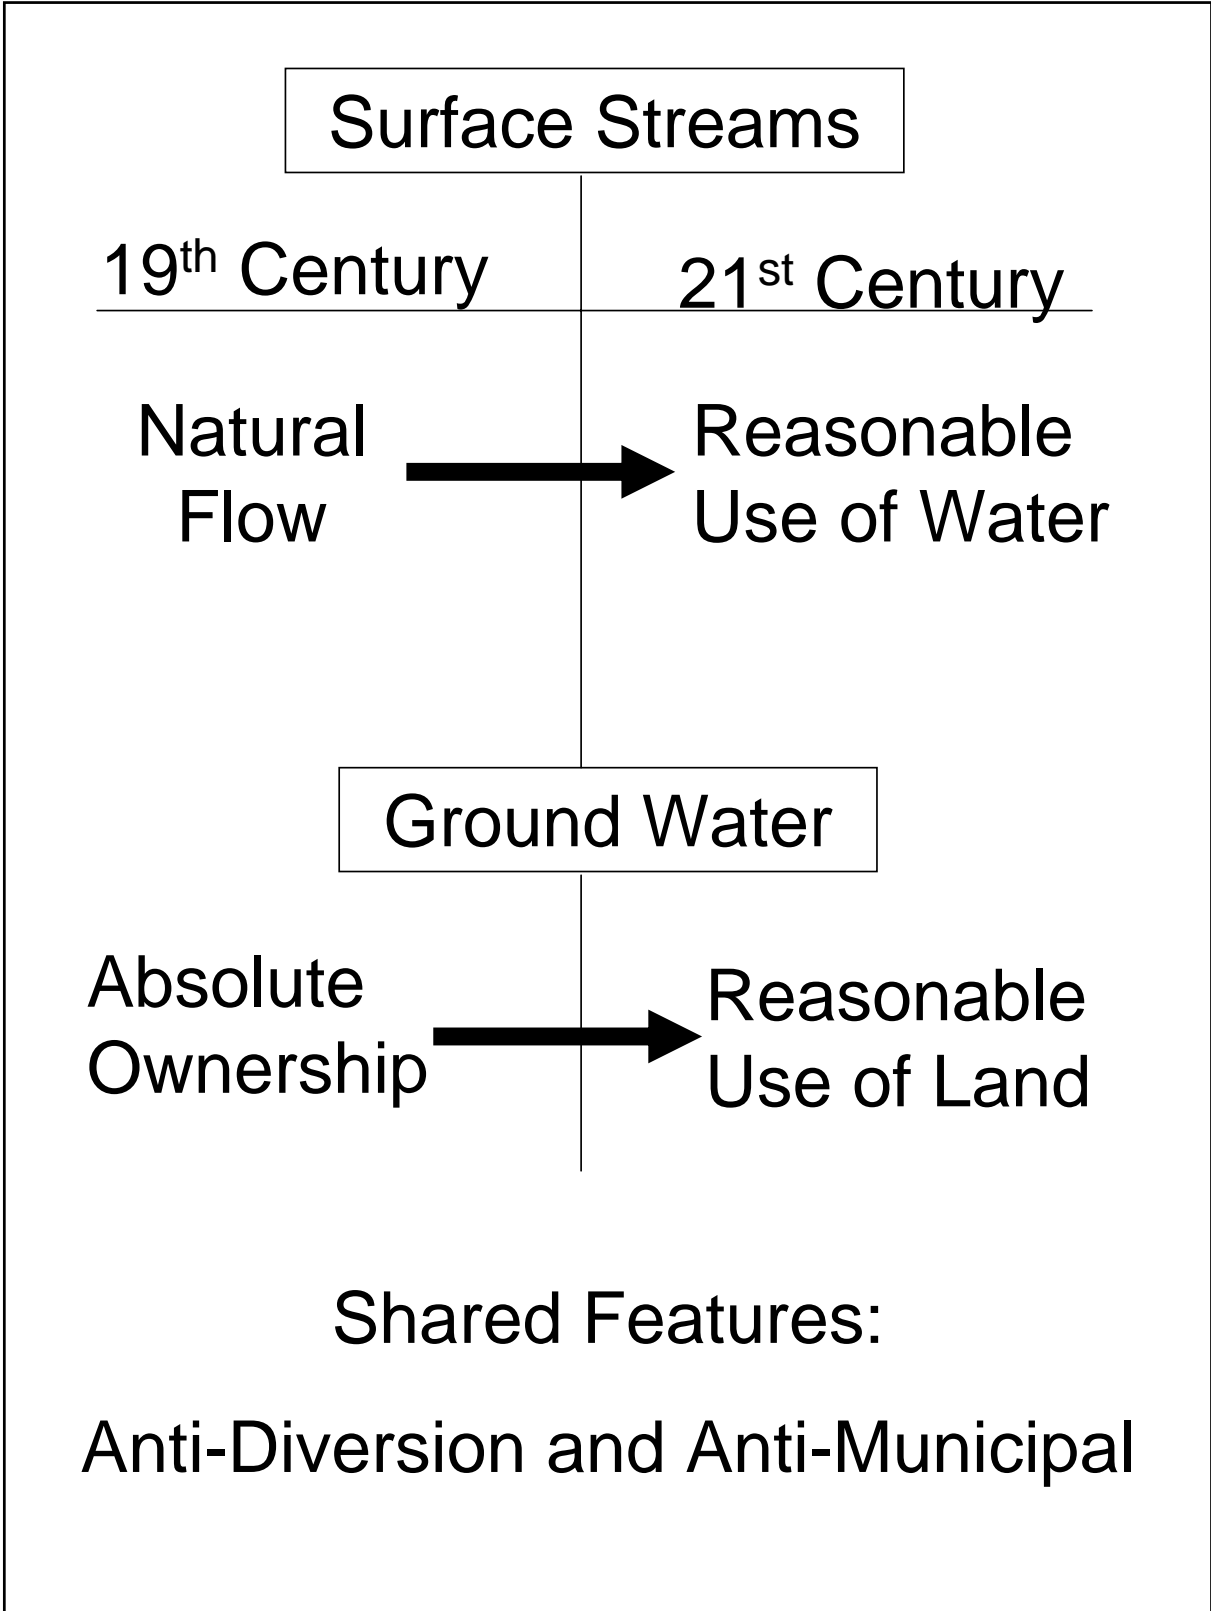 Surface Streams
19th Century
21st Century
Natural
Flow
Reasonable
Use of Water
Ground Water
Absolute
Ownership
Reasonable
Use of Land
Shared Features:
Anti-Diversion and Anti-Municipal